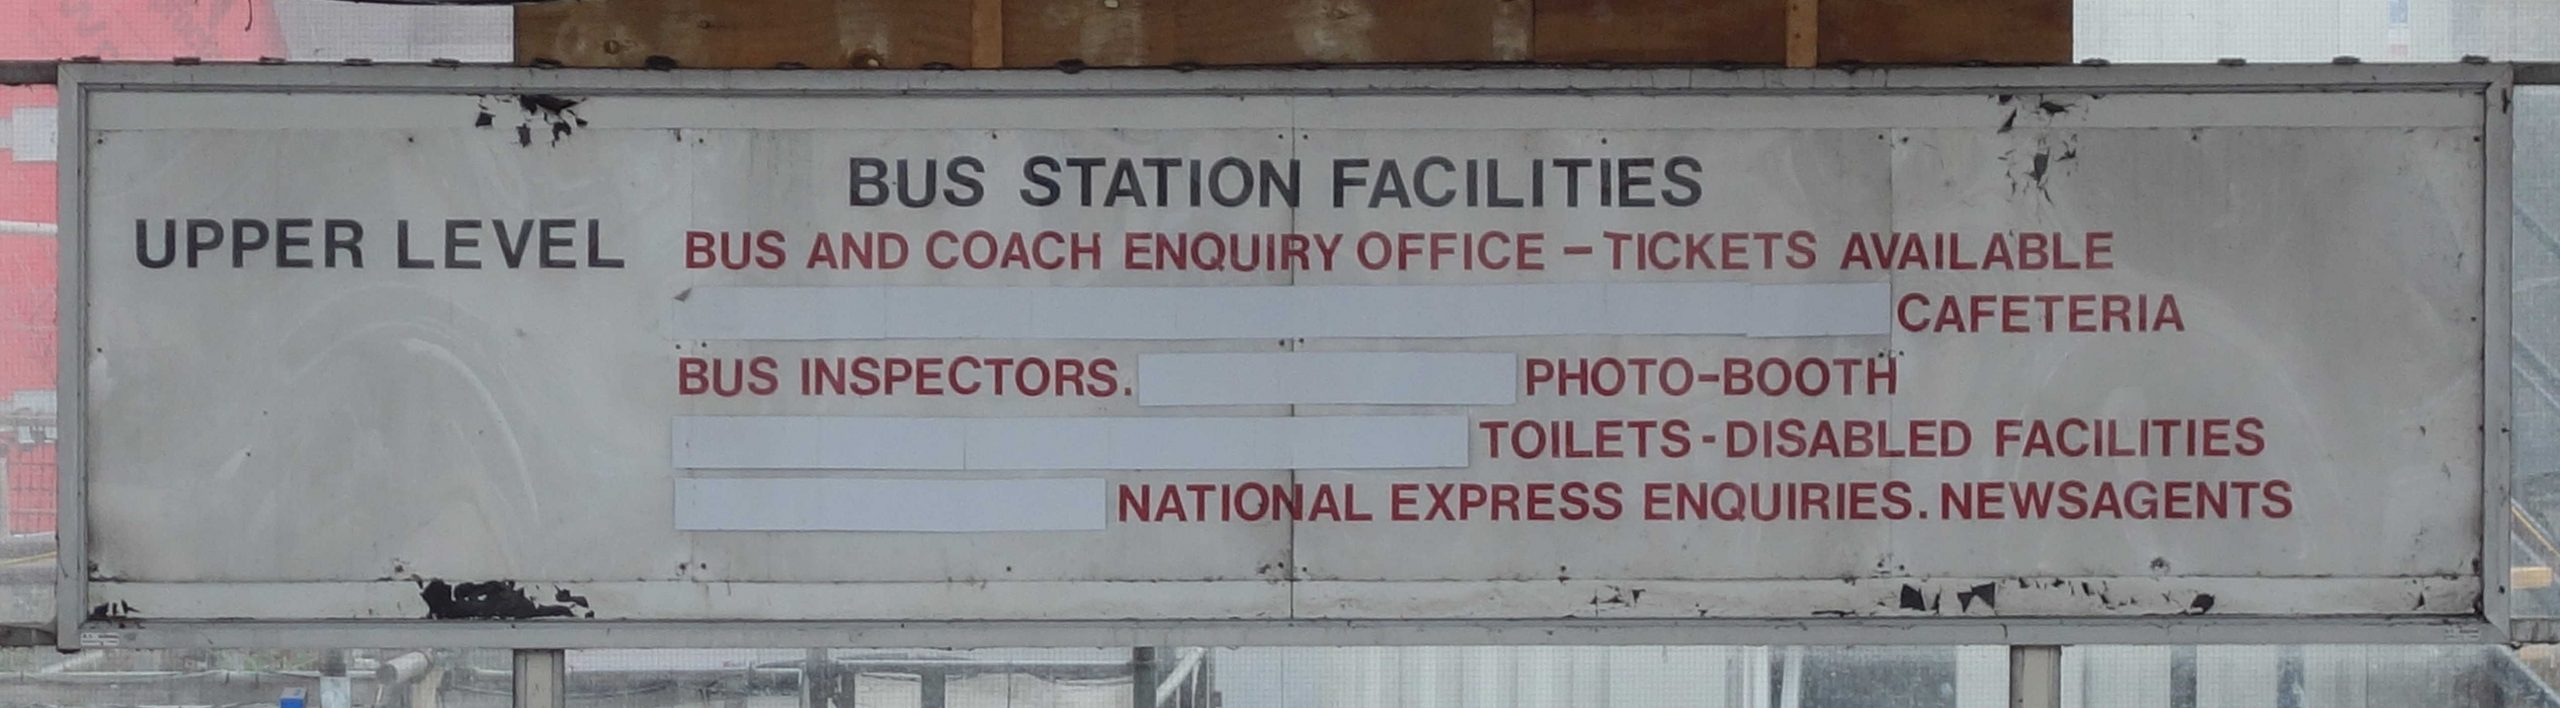 BUS STATION FACILITIES
UPPER LEVEL
BUS AND COACH ENQUIRY OFFICE – TICKETS AVAILABLE
CAFETERIA
BUS INSPECTORS. PHOTO-BOOTH
TOILETS-DISABLED FACILITIES
NATIONAL EXPRESS ENQUIRIES. NEWSAGENTS